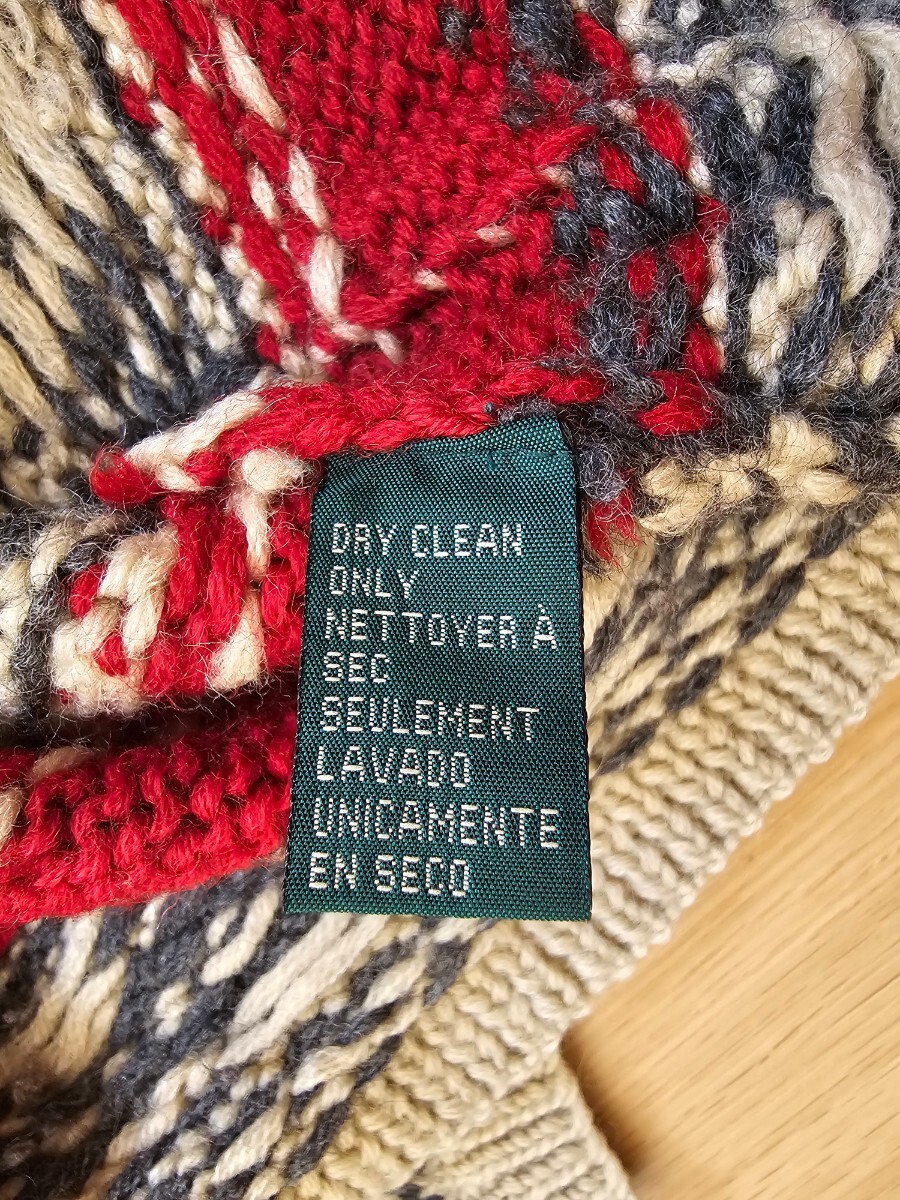 DRY CLEAN
ONLY
NETTOYER À
SEC
SEULEMENT
LAVADO
UNICAMENTE
EN SECO